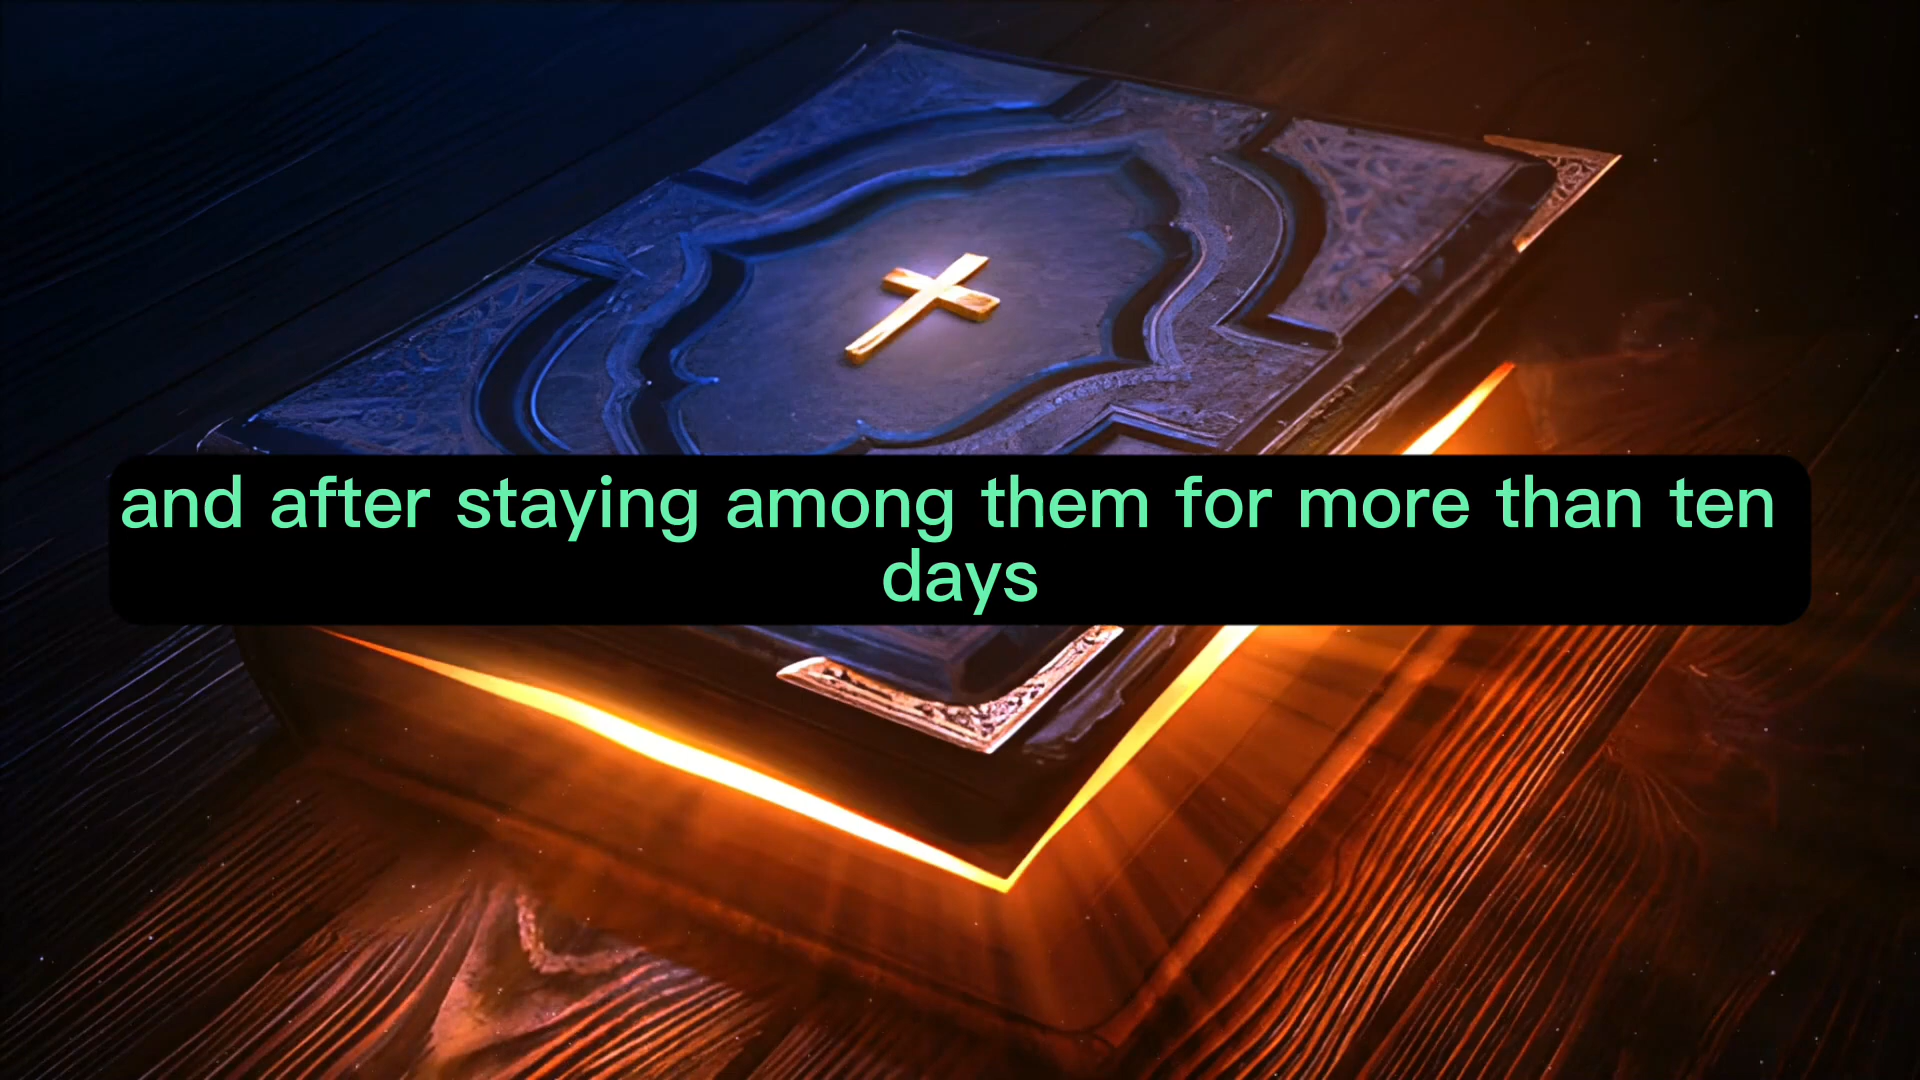 and after staying among them for more than ten
days